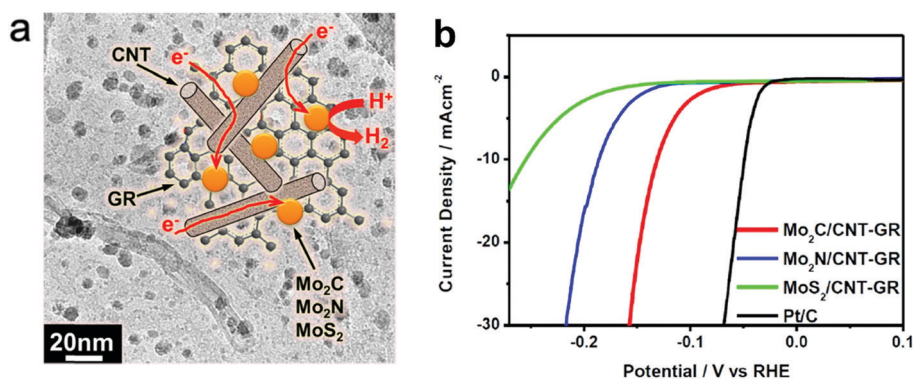 a
CNT
e-
e-
H+
H2
GR
e-
Mo2C
Mo2N
MoS2
20nm
b
Current Density / mAcm-2
0
-10
-20
-30
Mo2C/CNT-GR
Mo2N/CNT-GR
MoS2/CNT-GR
Pt/C
-0.2
-0.1
0.0
0.1
Potential / V vs RHE